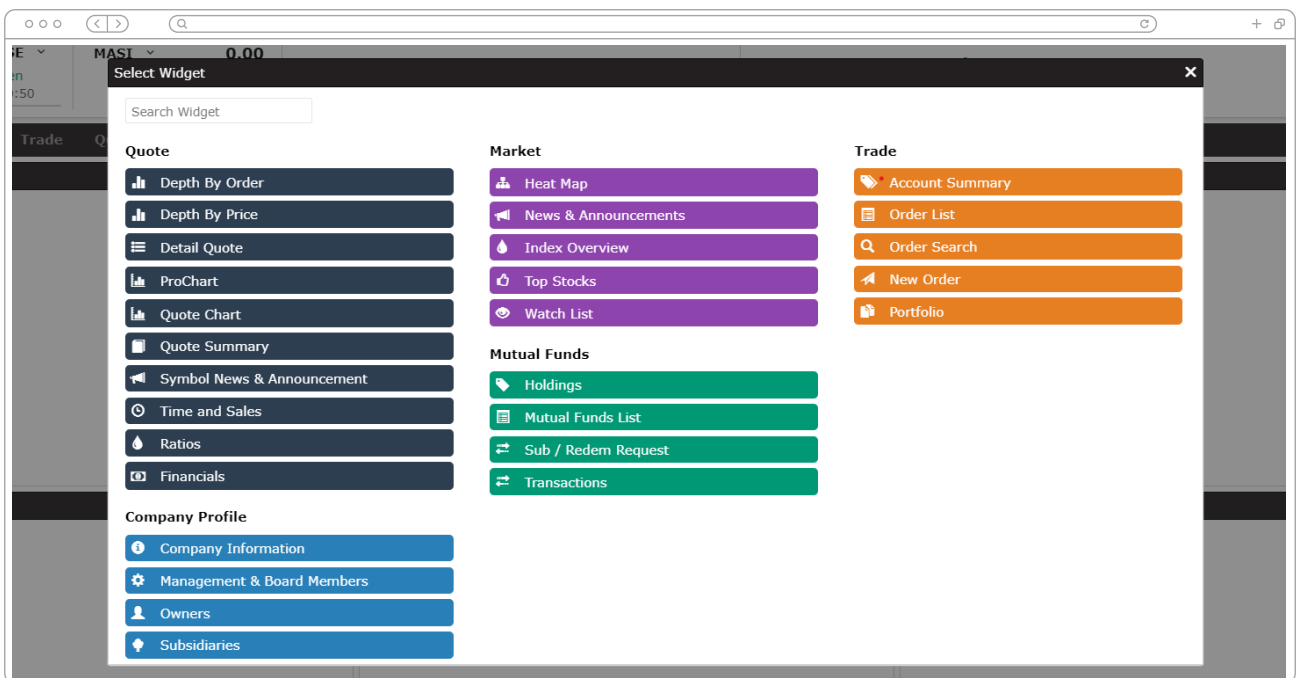 MASI 0.00
:50
Trade
Select Widget
Search Widget
Quote
Depth By Order
Depth By Price
Detail Quote
ProChart
Quote Chart
Quote Summary
Symbol News & Announcement
Time and Sales
Ratios
Financials
Company Profile
Company Information
Management & Board Members
Owners
Subsidiaries
Market
Heat Map
News & Announcements
Index Overview
Top Stocks
Watch List
Mutual Funds
Holdings
Mutual Funds List
Sub / Redem Request
Transactions
Trade
Account Summary
Order List
Order Search
New Order
Portfolio